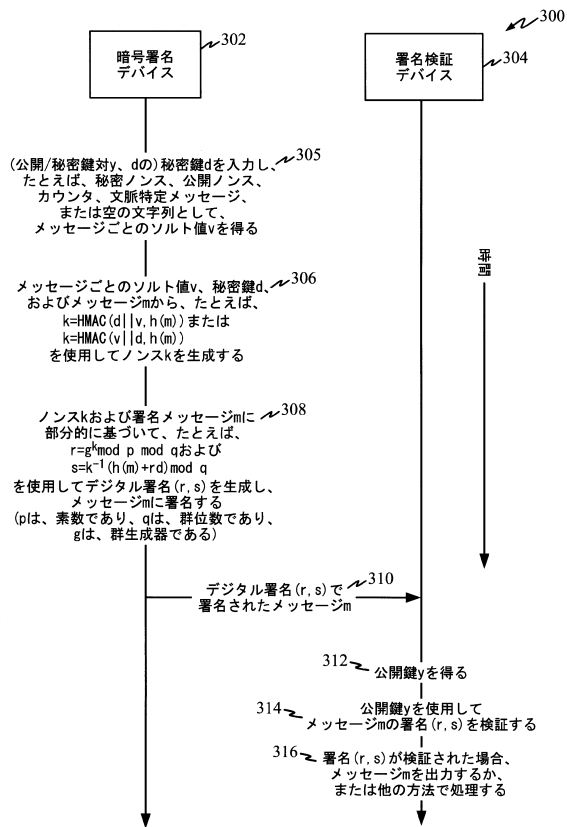 300
暗号署名
デバイス
302
署名検証
デバイス
304
305
(公開/秘密鍵対y、dの)秘密鍵dを入力し、
たとえば、秘密ノンス、公開ノンス、
カウンタ、文脈特定メッセージ、
または空の文字列として、
メッセージごとのソルト値vを得る
時間
306
メッセージごとのソルト値v、秘密鍵d、
およびメッセージmから、たとえば、
k=HMAC(d||v,h(m))または
k=HMAC(v||d,h(m))
を使用してノンスkを生成する
308
ノンスkおよび署名メッセージmに
部分的に基づいて、たとえば、
r=g^k mod p mod qおよび
s=k^-1(h(m)+rd)mod q
を使用してデジタル署名(r,s)を生成し、
メッセージmに署名する
(pは、素数であり、qは、群位数であり、
gは、群生成器である)
310
デジタル署名(r,s)で
署名されたメッセージm
312
公開鍵yを得る
314
公開鍵yを使用して
メッセージmの署名(r,s)を検証する
316
署名(r,s)が検証された場合、
メッセージmを出力するか、
または他の方法で処理する